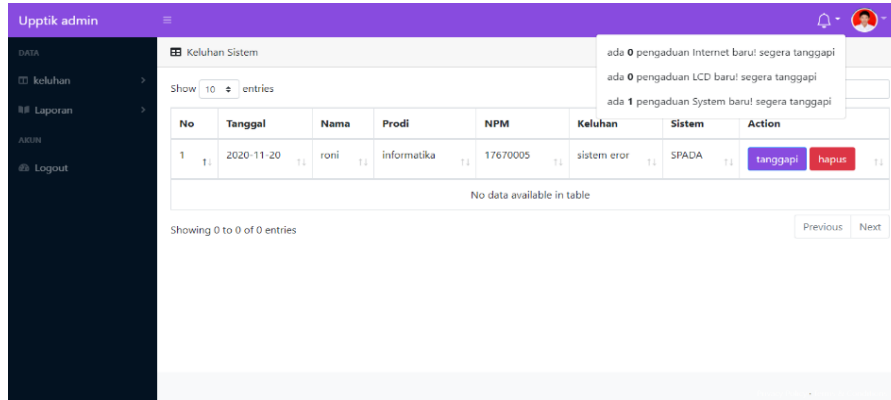 Upptik admin
DATA
keluhan
Laporan
AKUN
Logout
Keluhan Sistem
ada 0 pengaduan Internet baru! segera tanggapi
ada 0 pengaduan LCD baru! segera tanggapi
ada 1 pengaduan System baru! segera tanggapi
Show 10 entries
No Tanggal Nama Prodi NPM Keluhan Sistem Action
1 2020-11-20 roni informatika 17670005 sistem eror SPADA tanggapi hapus
No data available in table
Showing 0 to 0 of 0 entries
Previous Next